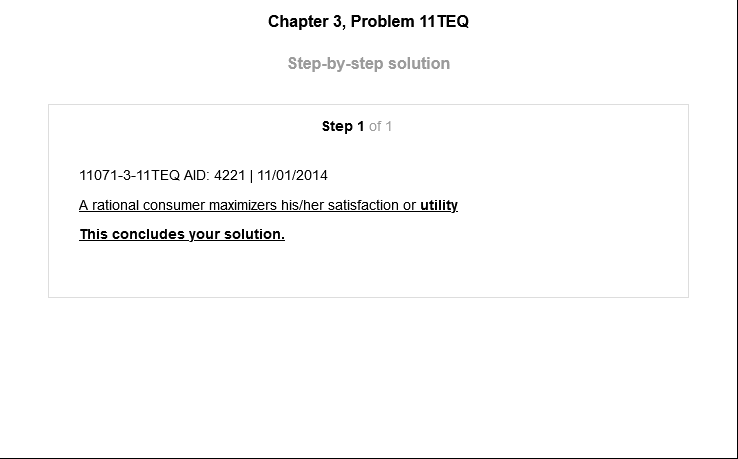 Chapter 3, Problem 11TEQ
Step-by-step solution
Step 1 of 1
11071-3-11TEQ AID: 4221 | 11/01/2014
A rational consumer maximizers his/her satisfaction or utility
This concludes your solution.